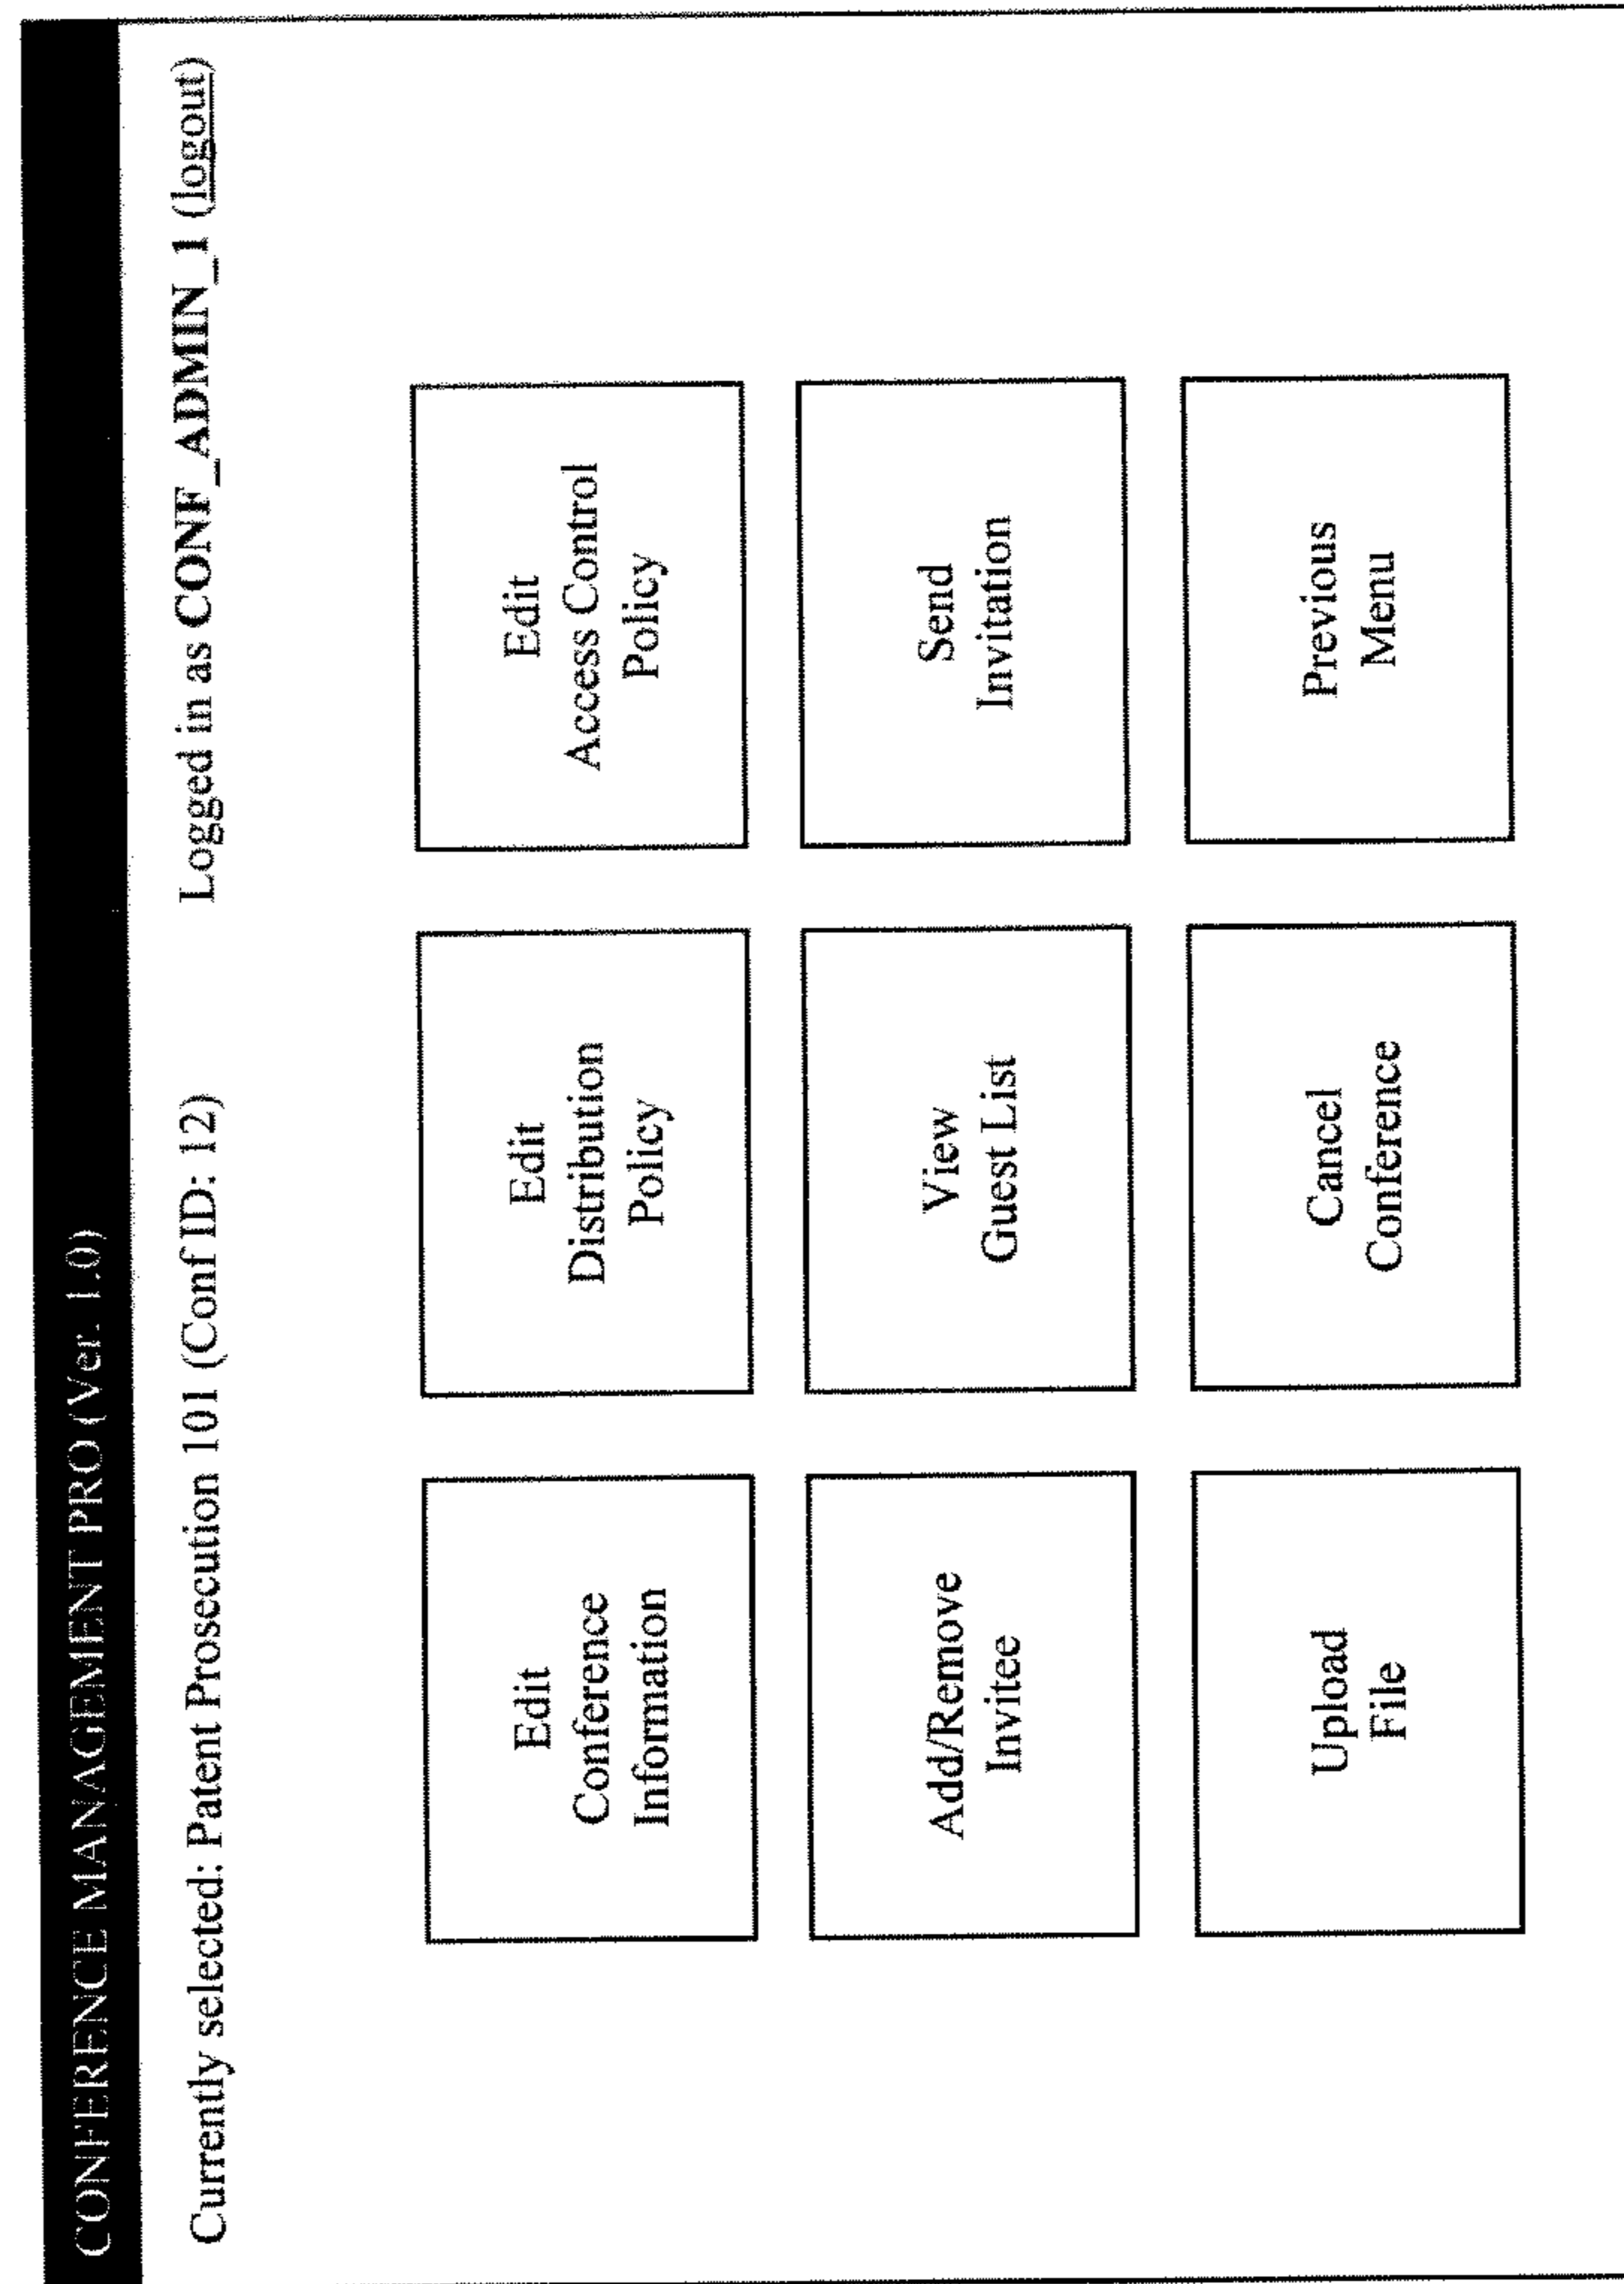 CONFERENCE MANAGEMENT PRO (Ver. 1.0)
Currently selected: Patent Prosecution 101 (Conf ID: 12)
Logged in as CONF_ADMIN_1 (logout)
Edit
Conference
Information
Edit
Distribution
Policy
Edit
Access Control
Policy
Add/Remove
Invitee
View
Guest List
Send
Invitation
Upload
File
Cancel
Conference
Previous
Menu